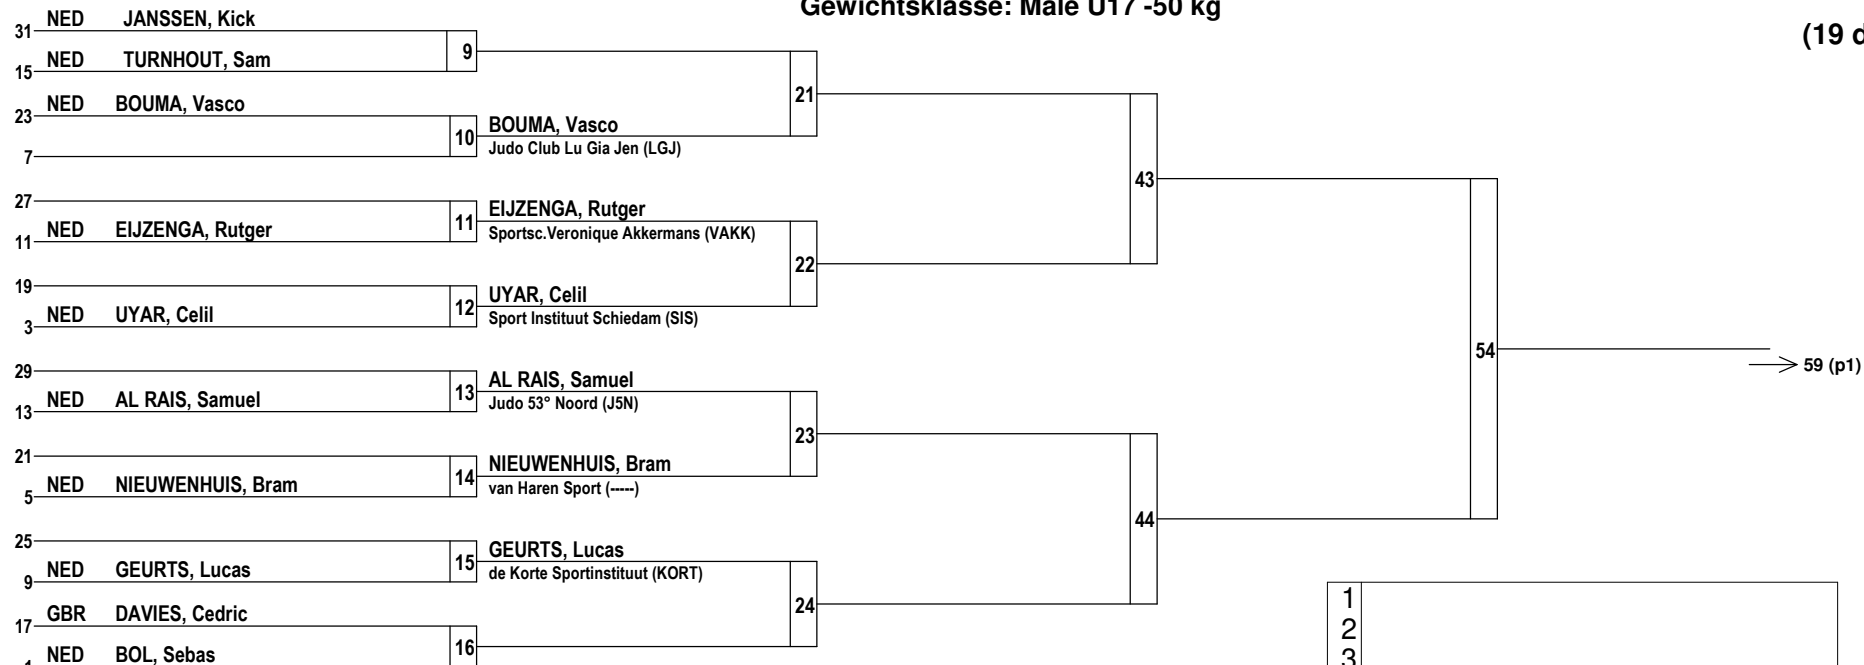 Gewichtsklasse: Male U17 -50 kg
(19 d
31 NED JANSSEN, Kick
9
15 NED TURNHOUT, Sam
21
23 NED BOUMA, Vasco
10 BOUMA, Vasco
Judo Club Lu Gia Jen (LGJ)
7
43
27
11 EIJZENGA, Rutger
Sportsc.Veronique Akkermans (VAKK)
11 NED EIJZENGA, Rutger
22
19
12 UYAR, Celil
Sport Instituut Schiedam (SIS)
3 NED UYAR, Celil
54
59 (p1)
29
13 AL RAIS, Samuel
Judo 53° Noord (J5N)
13 NED AL RAIS, Samuel
23
21
14 NIEUWENHUIS, Bram
van Haren Sport (-----)
5 NED NIEUWENHUIS, Bram
44
25
15 GEURTS, Lucas
de Korte Sportinstituut (KORT)
9 NED GEURTS, Lucas
24
17 GBR DAVIES, Cedric
16
NED BOL, Sebas
1
2
3